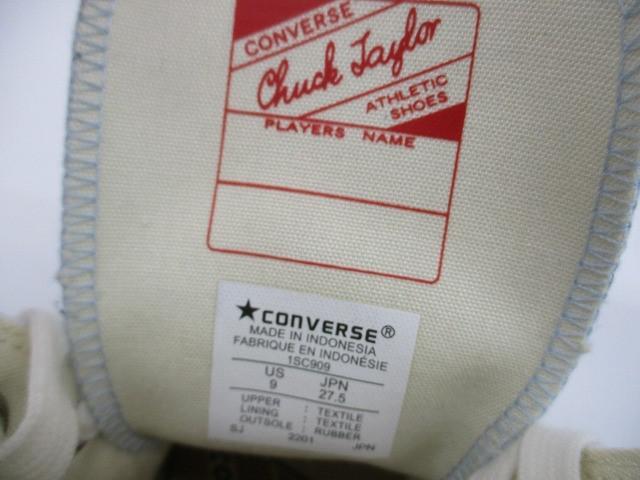 CONVERSE
Chuck Taylor
ATHLETIC
SHOES
PLAYERS NAME
★CONVERSE®
MADE IN INDONESIA
FABRIQUE EN INDONÉSIE
1SC909
US JPN
9 27.5
UPPER : TEXTILE
LINING : TEXTILE
OUTSOLE : RUBBER
SJ 2201 JPN